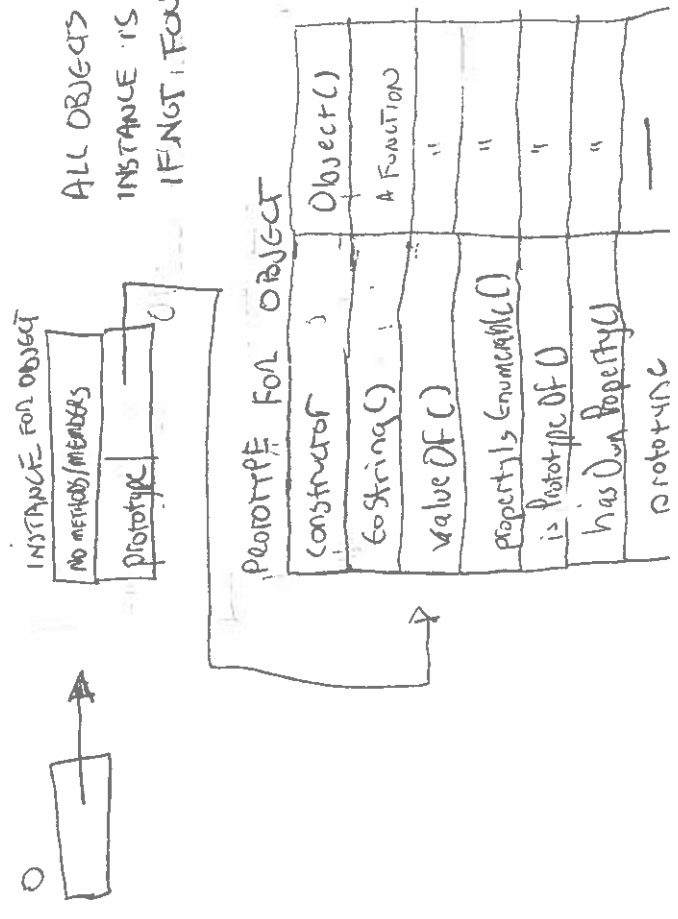 O
INSTANCE FOR OBJECT
NO METHODS/MEMBERS
prototype
ALL OBJECTS
INSTANCE IS
IF NOT, FOU
PROTOTYPE FOR OBJECT
constructor Object()
toString() A FUNCTION
valueOf() "
propertyIsEnumerable() "
isPrototypeOf() "
hasOwnProperty() "
prototype —